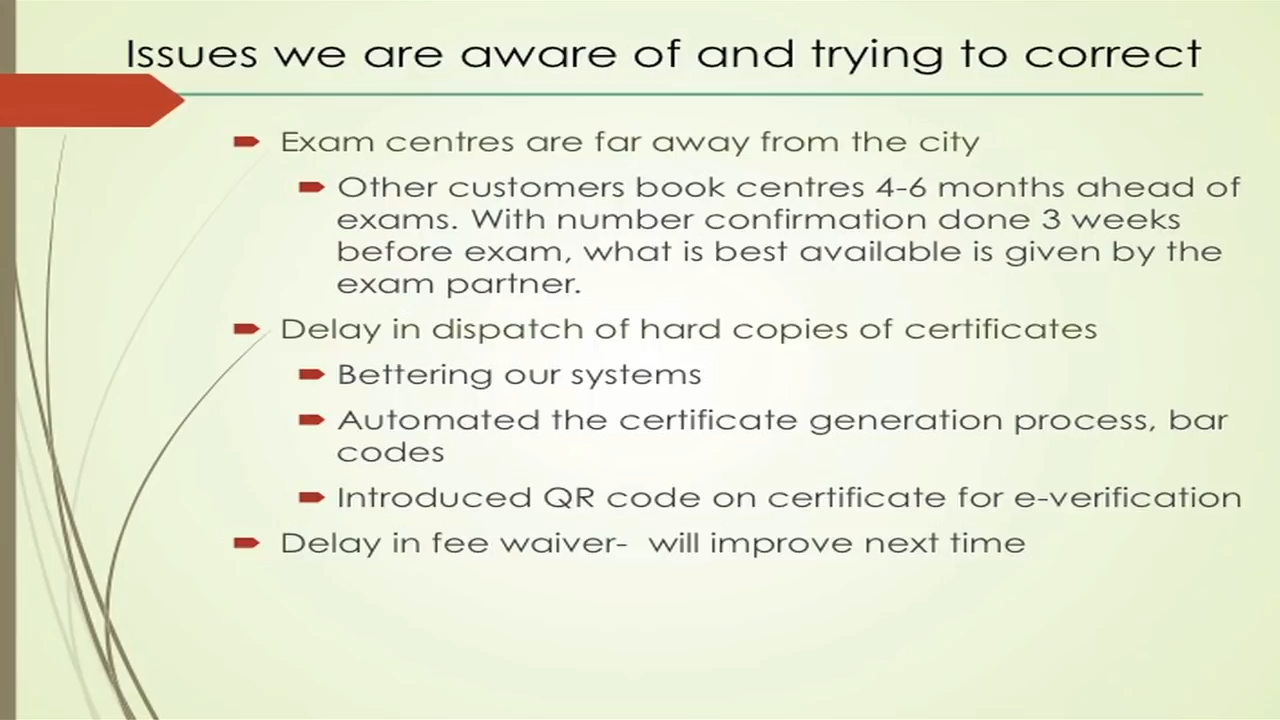 Issues we are aware of and trying to correct
Exam centres are far away from the city
Other customers book centres 4-6 months ahead of
exams. With number confirmation done 3 weeks
before exam, what is best available is given by the
exam partner.
Delay in dispatch of hard copies of certificates
Bettering our systems
Automated the certificate generation process, bar
codes
Introduced QR code on certificate for e-verification
Delay in fee waiver-  will improve next time